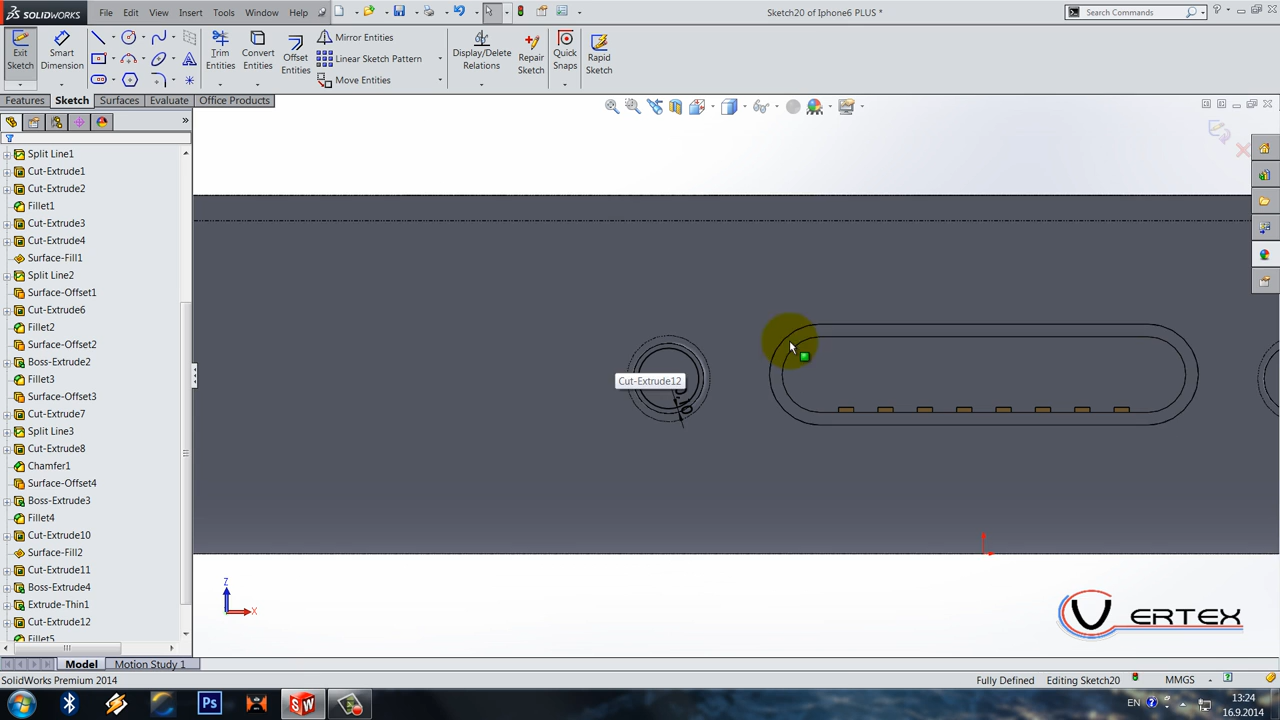 SOLIDWORKS
File
Edit
View
Insert
Tools
Window
Help
Sketch20 of Iphone6 PLUS *
Search Commands
Exit Sketch
Smart Dimension
Trim Entities
Convert Entities
Offset Entities
Mirror Entities
Linear Sketch Pattern
Move Entities
Display/Delete Relations
Repair Sketch
Quick Snaps
Rapid Sketch
Features
Sketch
Surfaces
Evaluate
Office Products
Split Line1
Cut-Extrude1
Cut-Extrude2
Fillet1
Cut-Extrude3
Cut-Extrude4
Surface-Fill1
Split Line2
Surface-Offset1
Cut-Extrude6
Fillet2
Surface-Offset2
Boss-Extrude2
Fillet3
Surface-Offset3
Cut-Extrude7
Split Line3
Cut-Extrude8
Chamfer1
Surface-Offset4
Boss-Extrude3
Fillet4
Cut-Extrude10
Surface-Fill2
Cut-Extrude11
Boss-Extrude4
Extrude-Thin1
Cut-Extrude12
Fillet5
Cut-Extrude12
Z
X
VERTEX
Model
Motion Study 1
SolidWorks Premium 2014
Fully Defined
Editing Sketch20
MMGS
Ps
SW
EN
13:24
16.9.2014